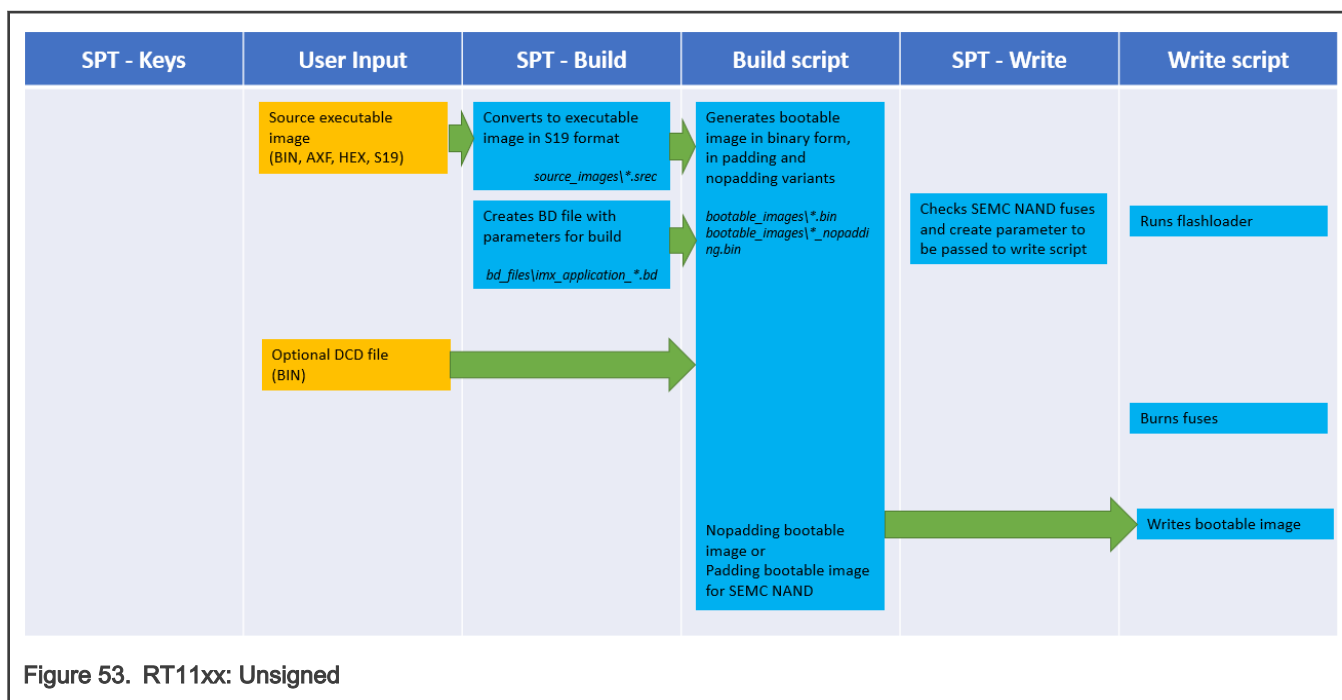 SPT - Keys
User Input
SPT - Build
Build script
SPT - Write
Write script
Source executable
image
(BIN, AXF, HEX, S19)
Converts to executable
image in S19 format
source_images\*.srec
Creates BD file with
parameters for build
bd_files\imx_application_*.bd
Generates bootable
image in binary form,
in padding and
nopadding variants
bootable_images\*.bin
bootable_images\*_nopaddi
ng.bin
Checks SEMC NAND fuses
and create parameter to
be passed to write script
Runs flashloader
Optional DCD file
(BIN)
Burns fuses
Nopadding bootable
image or
Padding bootable image
for SEMC NAND
Writes bootable image
Figure 53. RT11xx: Unsigned